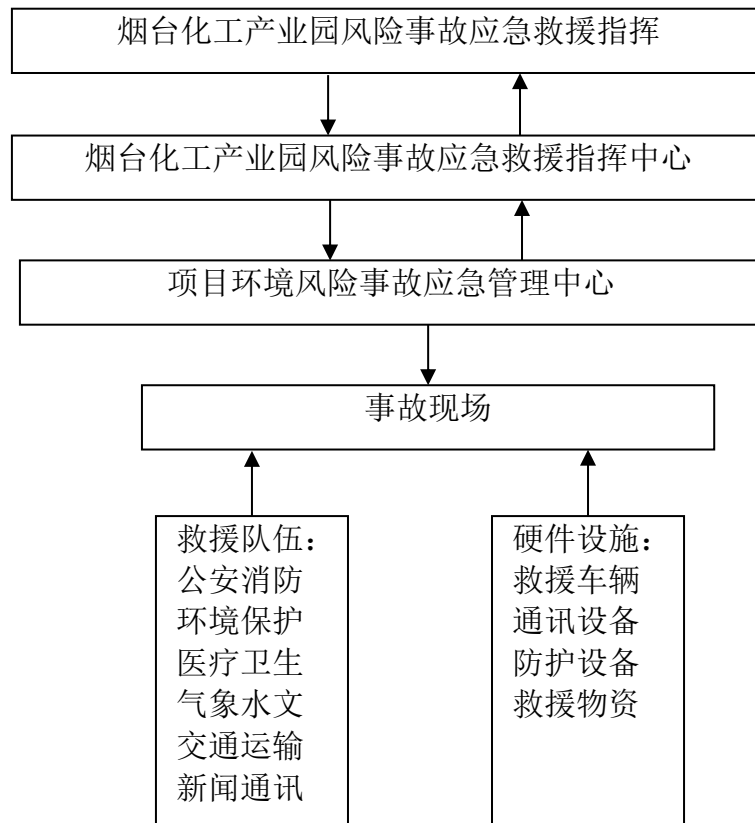 烟台化工产业园风险事故应急救援指挥
烟台化工产业园风险事故应急救援指挥中心
项目环境风险事故应急管理中心
事故现场
救援队伍：
公安消防
环境保护
医疗卫生
气象水文
交通运输
新闻通讯
硬件设施：
救援车辆
通讯设备
防护设备
救援物资